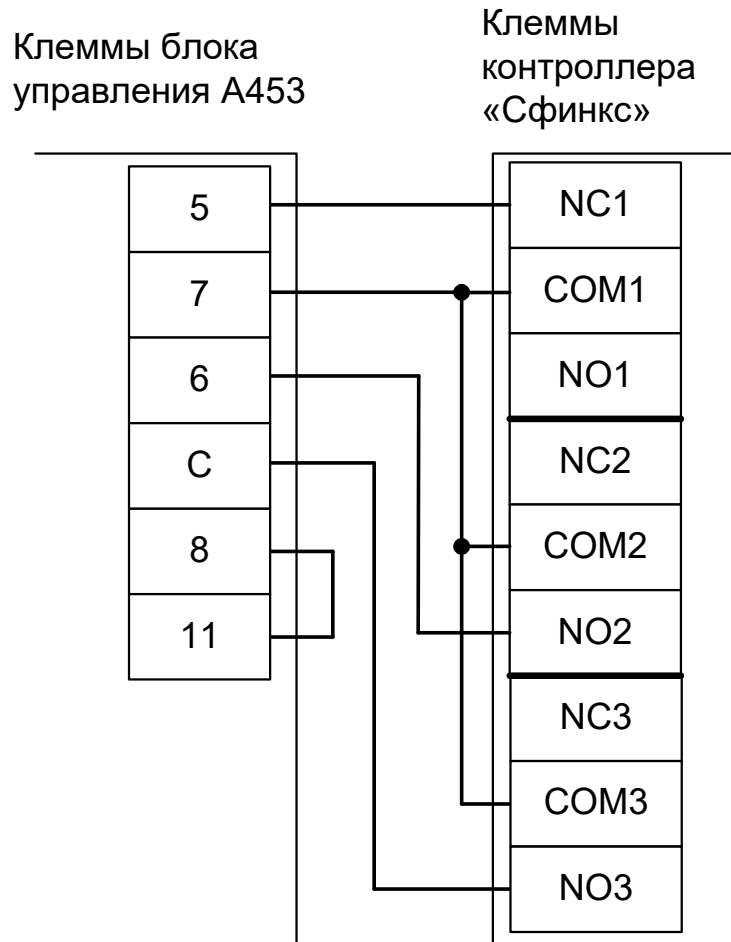 Клеммы блока
управления А453
Клеммы
контроллера
«Сфинкс»
5
7
6
С
8
11
NC1
COM1
NO1
NC2
COM2
NO2
NC3
COM3
NO3